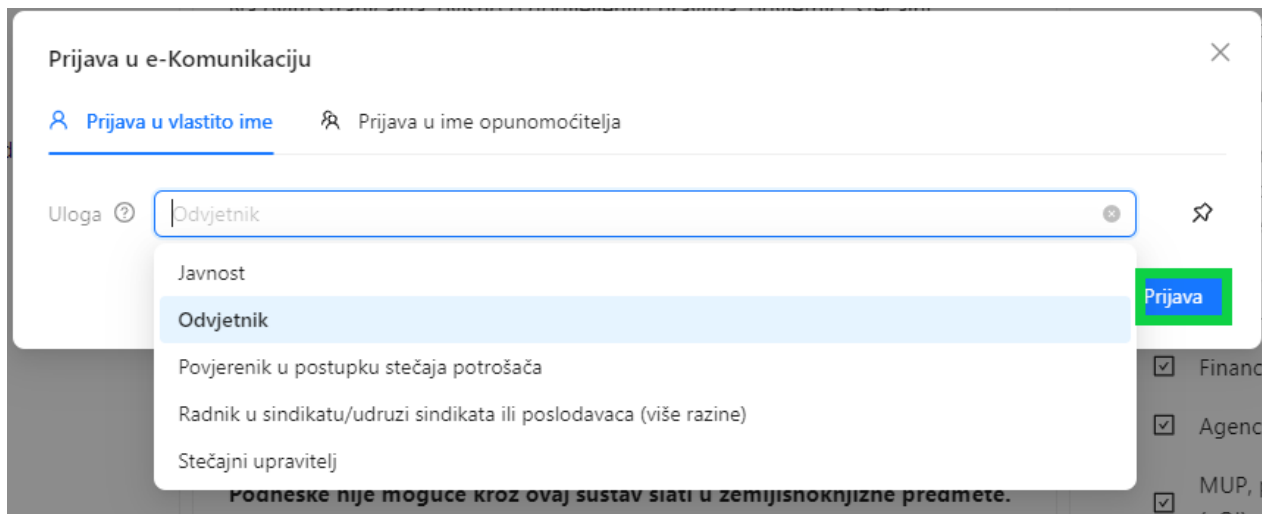 Prijava u e-Komunikaciju
Prijava u vlastito ime Prijava u ime opunomoćitelja
Uloga Odvjetnik
Javnost
Odvjetnik
Prijava
Povjerenik u postupku stečaja potrošača
Financ
Radnik u sindikatu/udruzi sindikata ili poslodavaca (više razine)
Agenc
Stečajni upravitelj
MUP,
Podneske nije moguće kroz ovaj sustav slati u zemljišnoknjižne predmete.